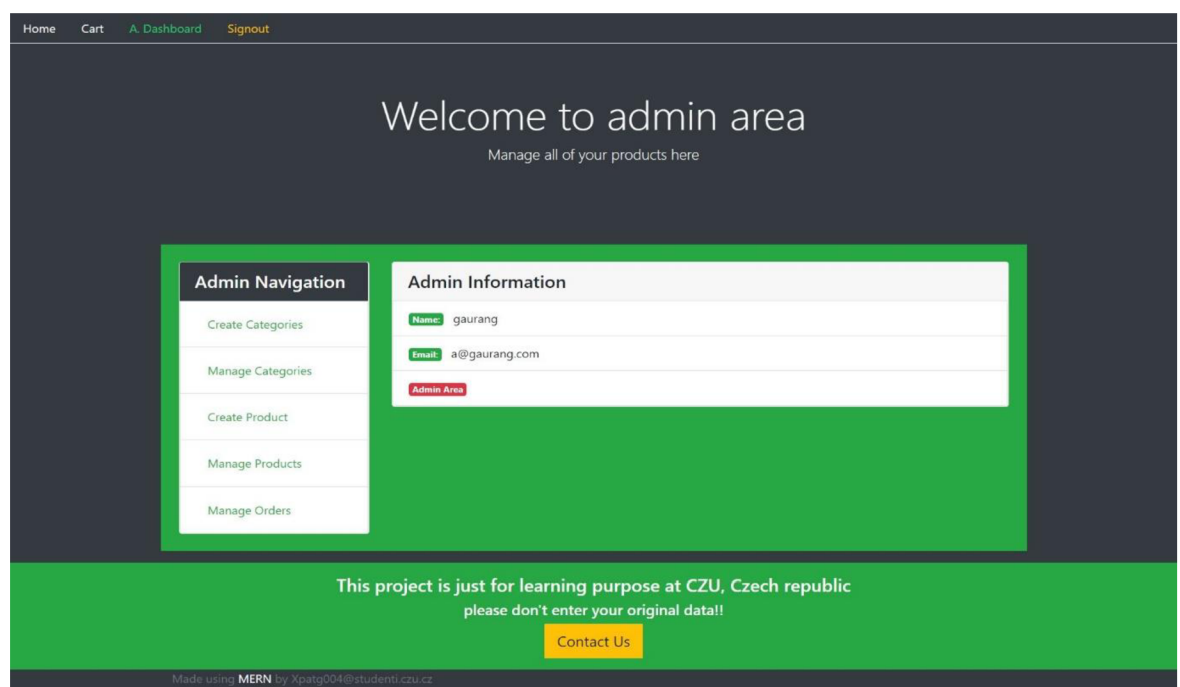 Home Cart A. Dashboard Signout
Welcome to admin area
Manage all of your products here
Admin Navigation
Create Categories
Manage Categories
Create Product
Manage Products
Manage Orders
Admin Information
Name: gaurang
Email: a@gaurang.com
Admin Area
This project is just for learning purpose at CZU, Czech republic
please don't enter your original data!!
Contact Us
Made using MERN by Xpatg004@studenti.czu.cz